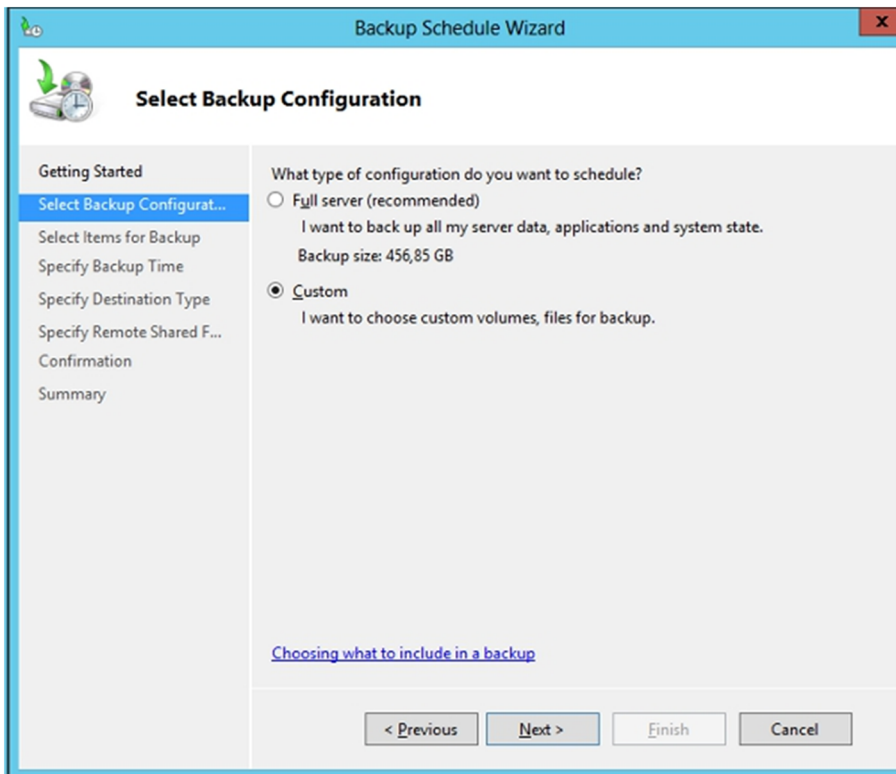 Backup Schedule Wizard
X
Select Backup Configuration
Getting Started
Select Backup Configurat...
Select Items for Backup
Specify Backup Time
Specify Destination Type
Specify Remote Shared F...
Confirmation
Summary
What type of configuration do you want to schedule?
Full server (recommended)
I want to back up all my server data, applications and system state.
Backup size: 456,85 GB
Custom
I want to choose custom volumes, files for backup.
Choosing what to include in a backup
< Previous
Next >
Finish
Cancel